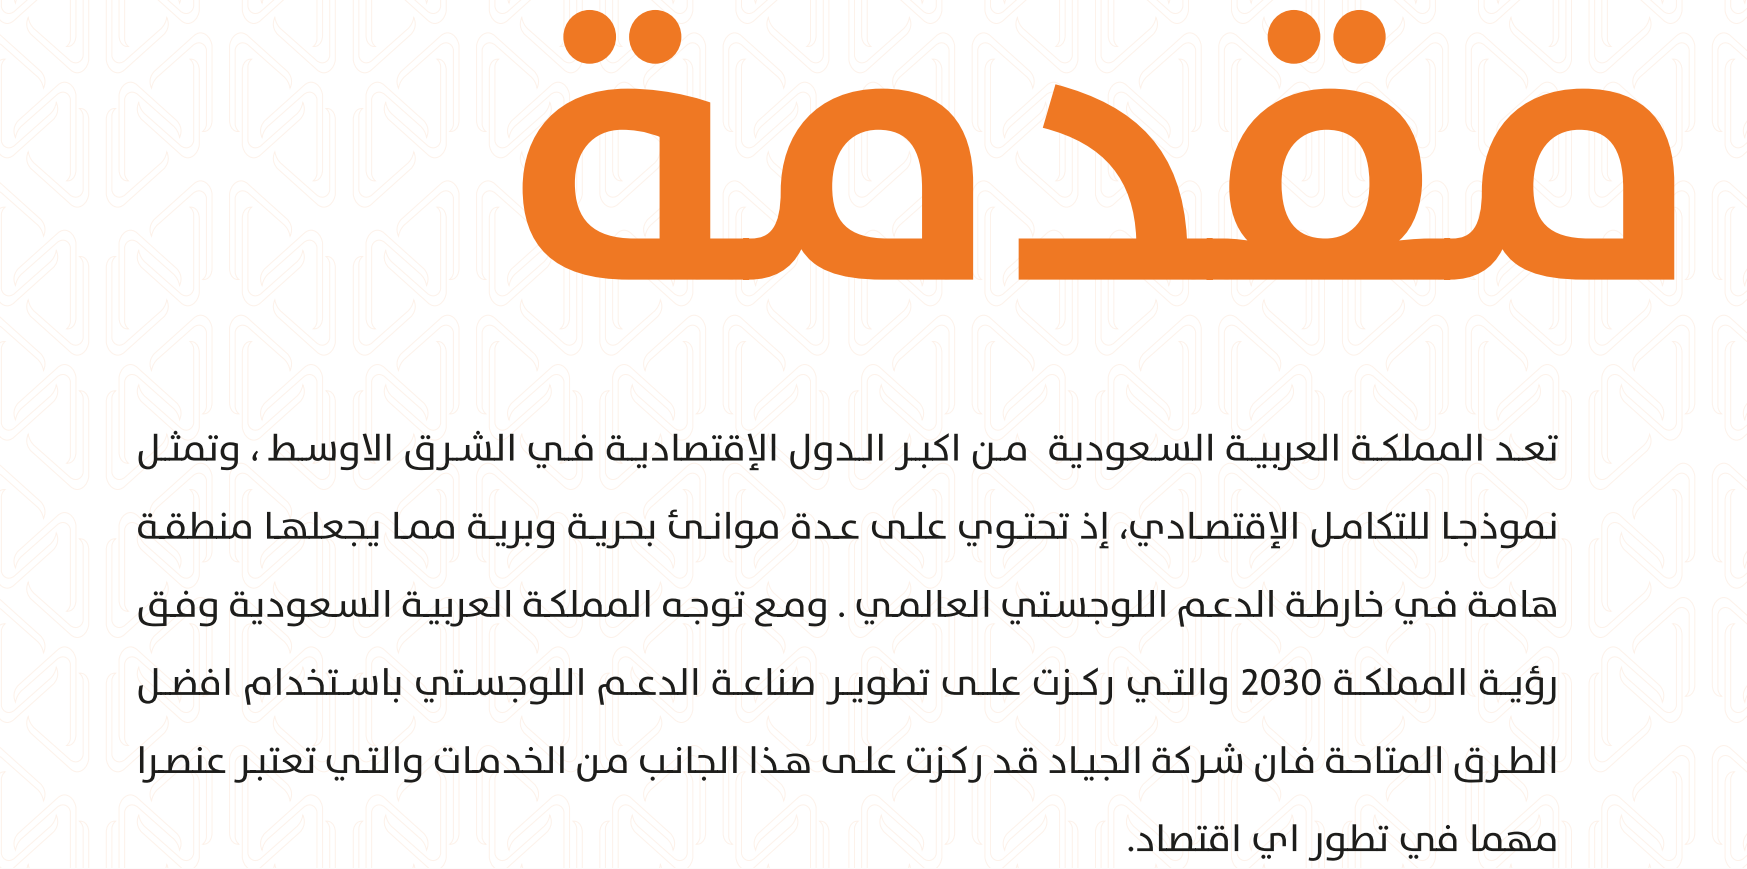 مقدمة
تعد المملكة العربية السعودية من اكبر الدول الإقتصادية في الشرق الاوسط ، وتمثل
نموذجا للتكامل الإقتصادي، إذ تحتوي على عدة موانئ بحرية وبرية مما يجعلها منطقة
هامة في خارطة الدعم اللوجستي العالمي . ومع توجه المملكة العربية السعودية وفق
رؤية المملكة 2030 والتي ركزت على تطوير صناعة الدعم اللوجستي باستخدام افضل
الطرق المتاحة فان شركة الجياد قد ركزت على هذا الجانب من الخدمات والتي تعتبر عنصرا
مهما في تطور اي اقتصاد.